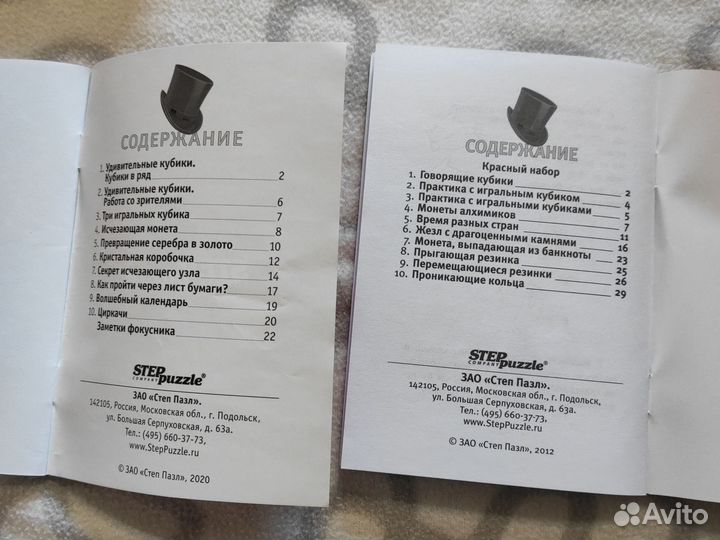 СОДЕРЖАНИЕ
1. Удивительные кубики.
Кубики в ряд 2
2. Удивительные кубики.
Работа со зрителями 6
3. Три игральных кубика 7
4. Исчезающая монета 8
5. Превращение серебра в золото 10
6. Кристальная коробочка 12
7. Секрет исчезающего узла 14
8. Как пройти через лист бумаги? 17
9. Волшебный календарь 19
10. Циркачи 20
Заметки фокусника 22
STEP puzzle®
COMPANY
ЗАО «Степ Пазл».
142105, Россия, Московская обл., г. Подольск,
ул. Большая Серпуховская, д. 63а.
Тел.: (495) 660-37-73,
www.StepPuzzle.ru
© ЗАО «Степ Пазл», 2020
СОДЕРЖАНИЕ
Красный набор
1. Говорящие кубики 2
2. Практика с игральным кубиком 4
3. Практика с игральными кубиками 5
4. Монеты алхимиков 7
5. Время разных стран 11
6. Жезл с драгоценными камнями 16
7. Монета, выпадающая из банкноты 23
8. Прыгающая резинка 25
9. Перемещающиеся резинки 26
10. Проникающие кольца 29
STEP puzzle®
COMPANY
ЗАО «Степ Пазл».
142105, Россия, Московская обл., г. Подольск,
ул. Большая Серпуховская, д. 63а.
Тел.: (495) 660-37-73,
www.StepPuzzle.ru
© ЗАО «Степ Пазл», 2012
Avito